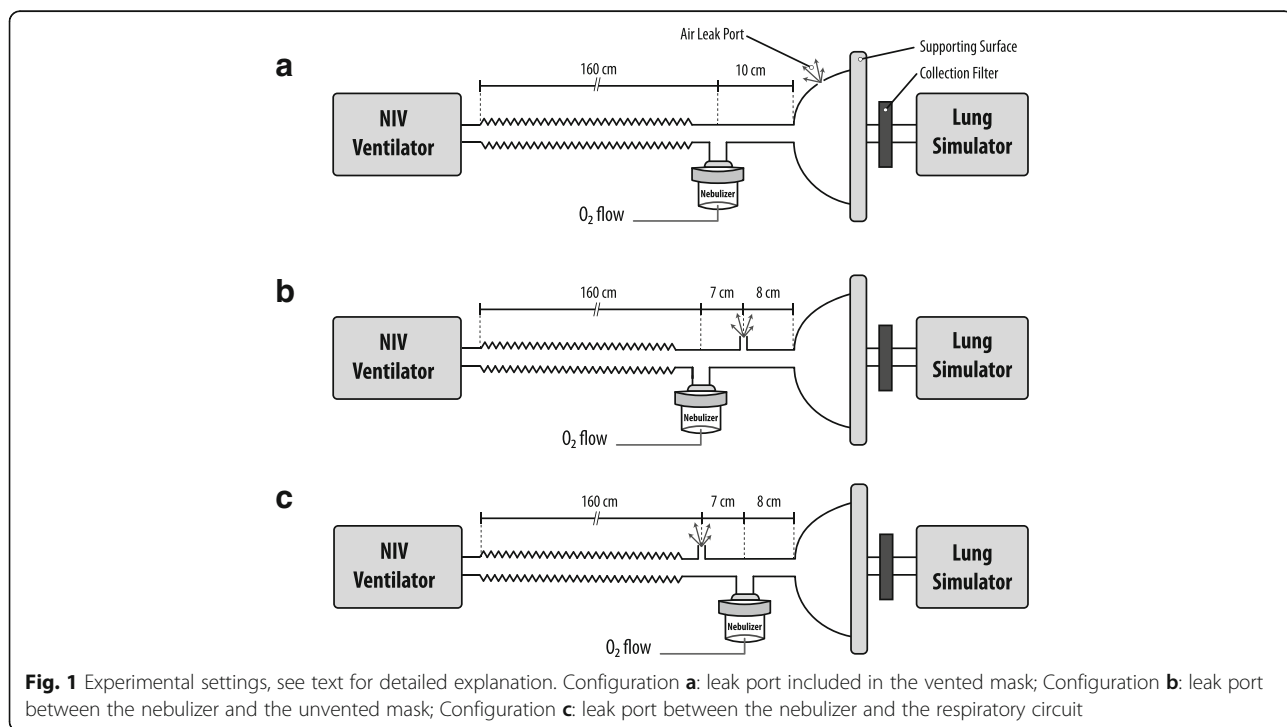 a
Air Leak Port
Supporting Surface
Collection Filter
160 cm
10 cm
NIV
Ventilator
Lung
Simulator
Nebulizer
O₂ flow
b
160 cm
7 cm
8 cm
NIV
Ventilator
Lung
Simulator
Nebulizer
O₂ flow
c
160 cm
7 cm
8 cm
NIV
Ventilator
Lung
Simulator
Nebulizer
O₂ flow
Fig. 1 Experimental settings, see text for detailed explanation. Configuration a: leak port included in the vented mask; Configuration b: leak port
between the nebulizer and the unvented mask; Configuration c: leak port between the nebulizer and the respiratory circuit